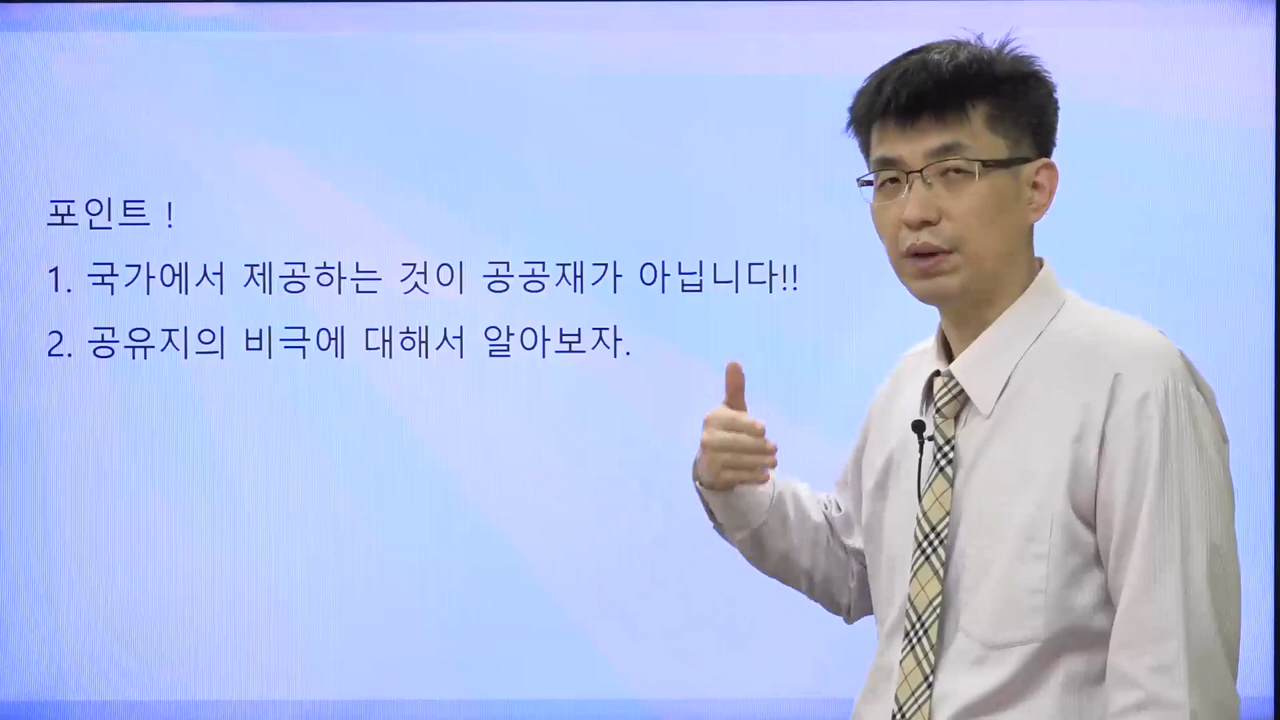 포인트 !
1. 국가에서 제공하는 것이 공공재가 아닙니다!!
2. 공유지의 비극에 대해서 알아보자.